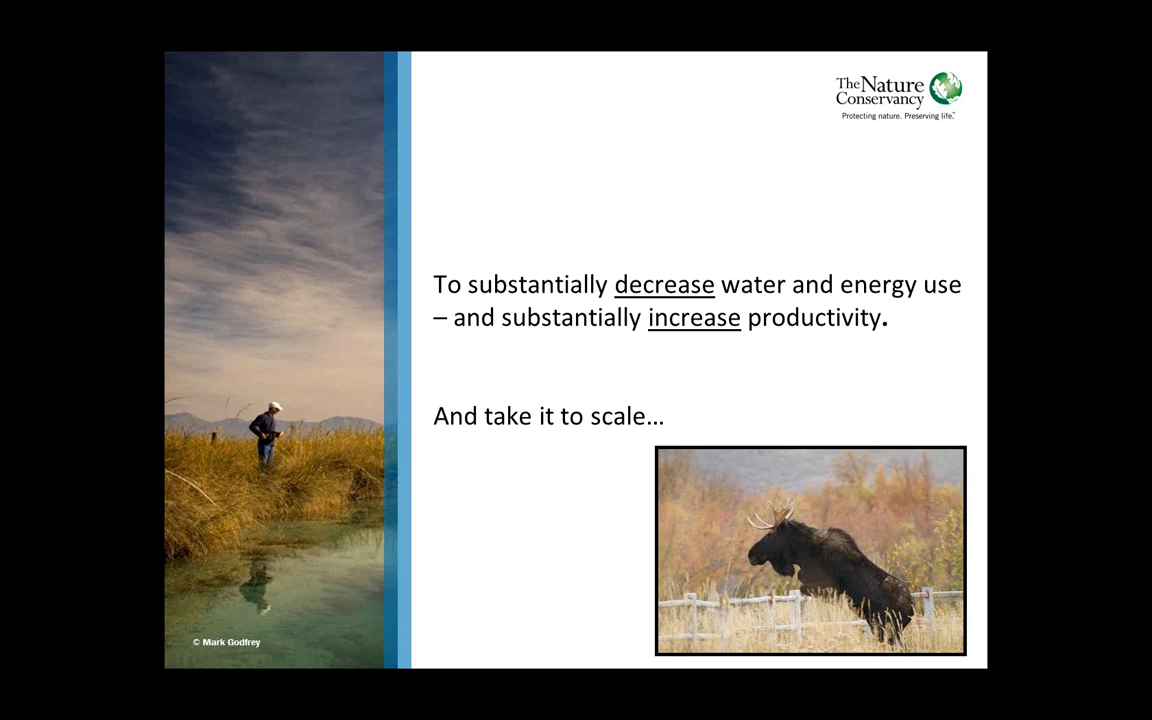 The Nature
Conservancy
Protecting nature. Preserving life.™
To substantially decrease water and energy use
– and substantially increase productivity.
And take it to scale…
© Mark Godfrey